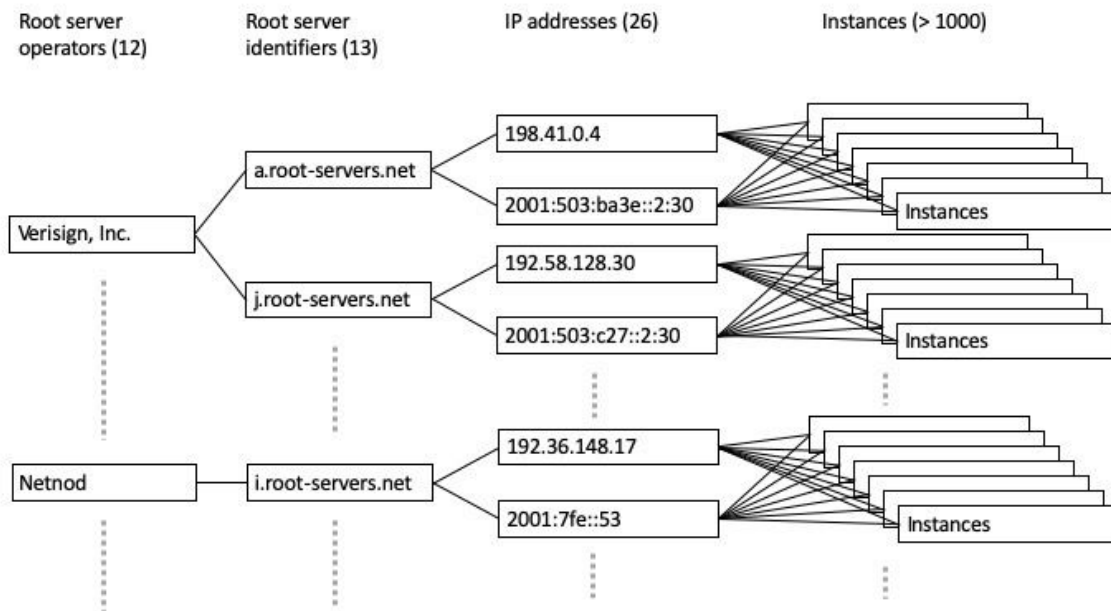 Root server
operators (12)
Root server
identifiers (13)
IP addresses (26)
Instances (> 1000)
198.41.0.4
a.root-servers.net
2001:503:ba3e::2:30
Instances
Verisign, Inc.
192.58.128.30
j.root-servers.net
2001:503:c27::2:30
Instances
192.36.148.17
Netnod
i.root-servers.net
2001:7fe::53
Instances